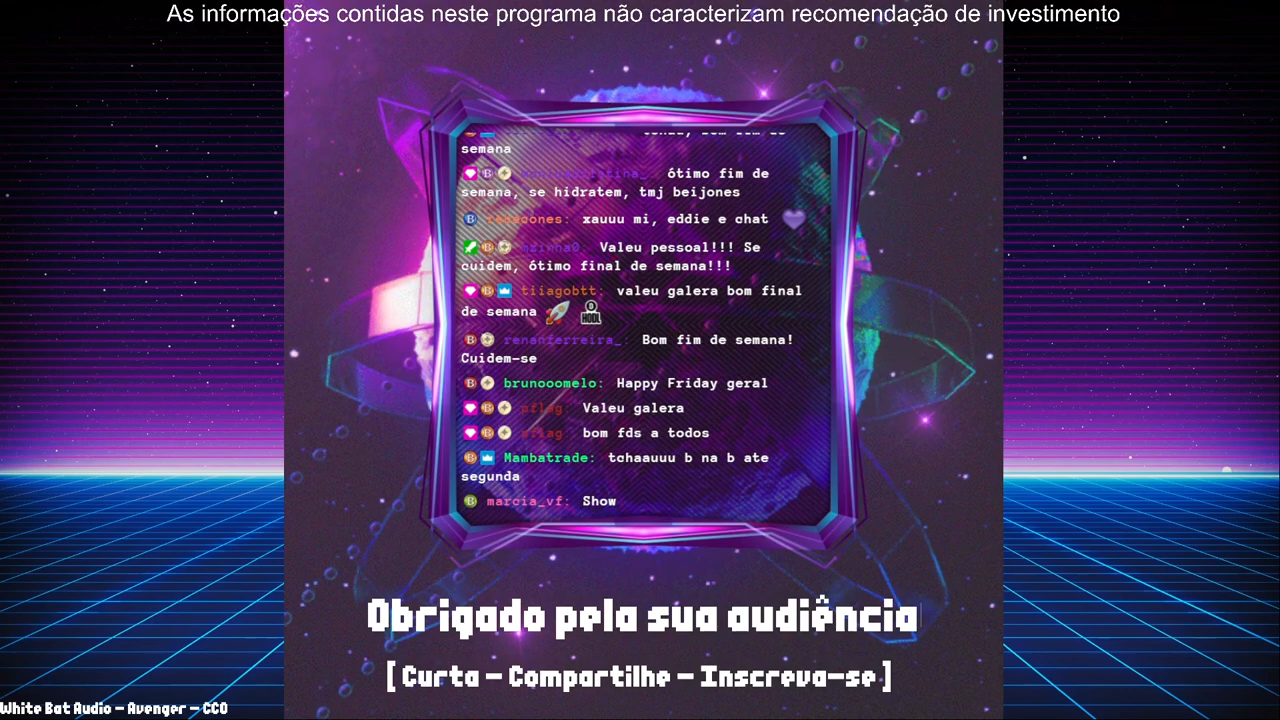 As informações contidas neste programa não caracterizam recomendação de investimento
semana
ótimo fim de
semana, se hidratem, tmj beijones
xauuu mi, eddie e chat
mzinha0: Valeu pessoal!!! Se
cuidem, ótimo final de semana!!!
tiiagobtt: valeu galera bom final
de semana
HODL
renanferreira_: Bom fim de semana!
Cuidem-se
brunooomelo: Happy Friday geral
Valeu galera
bom fds a todos
Mambatrade: tchaauuu b na b ate
segunda
marcia_vf: Show
Obrigado pela sua audiência
[ Curta - Compartilhe - Inscreva-se ]
White Bat Audio - Avenger - CC0